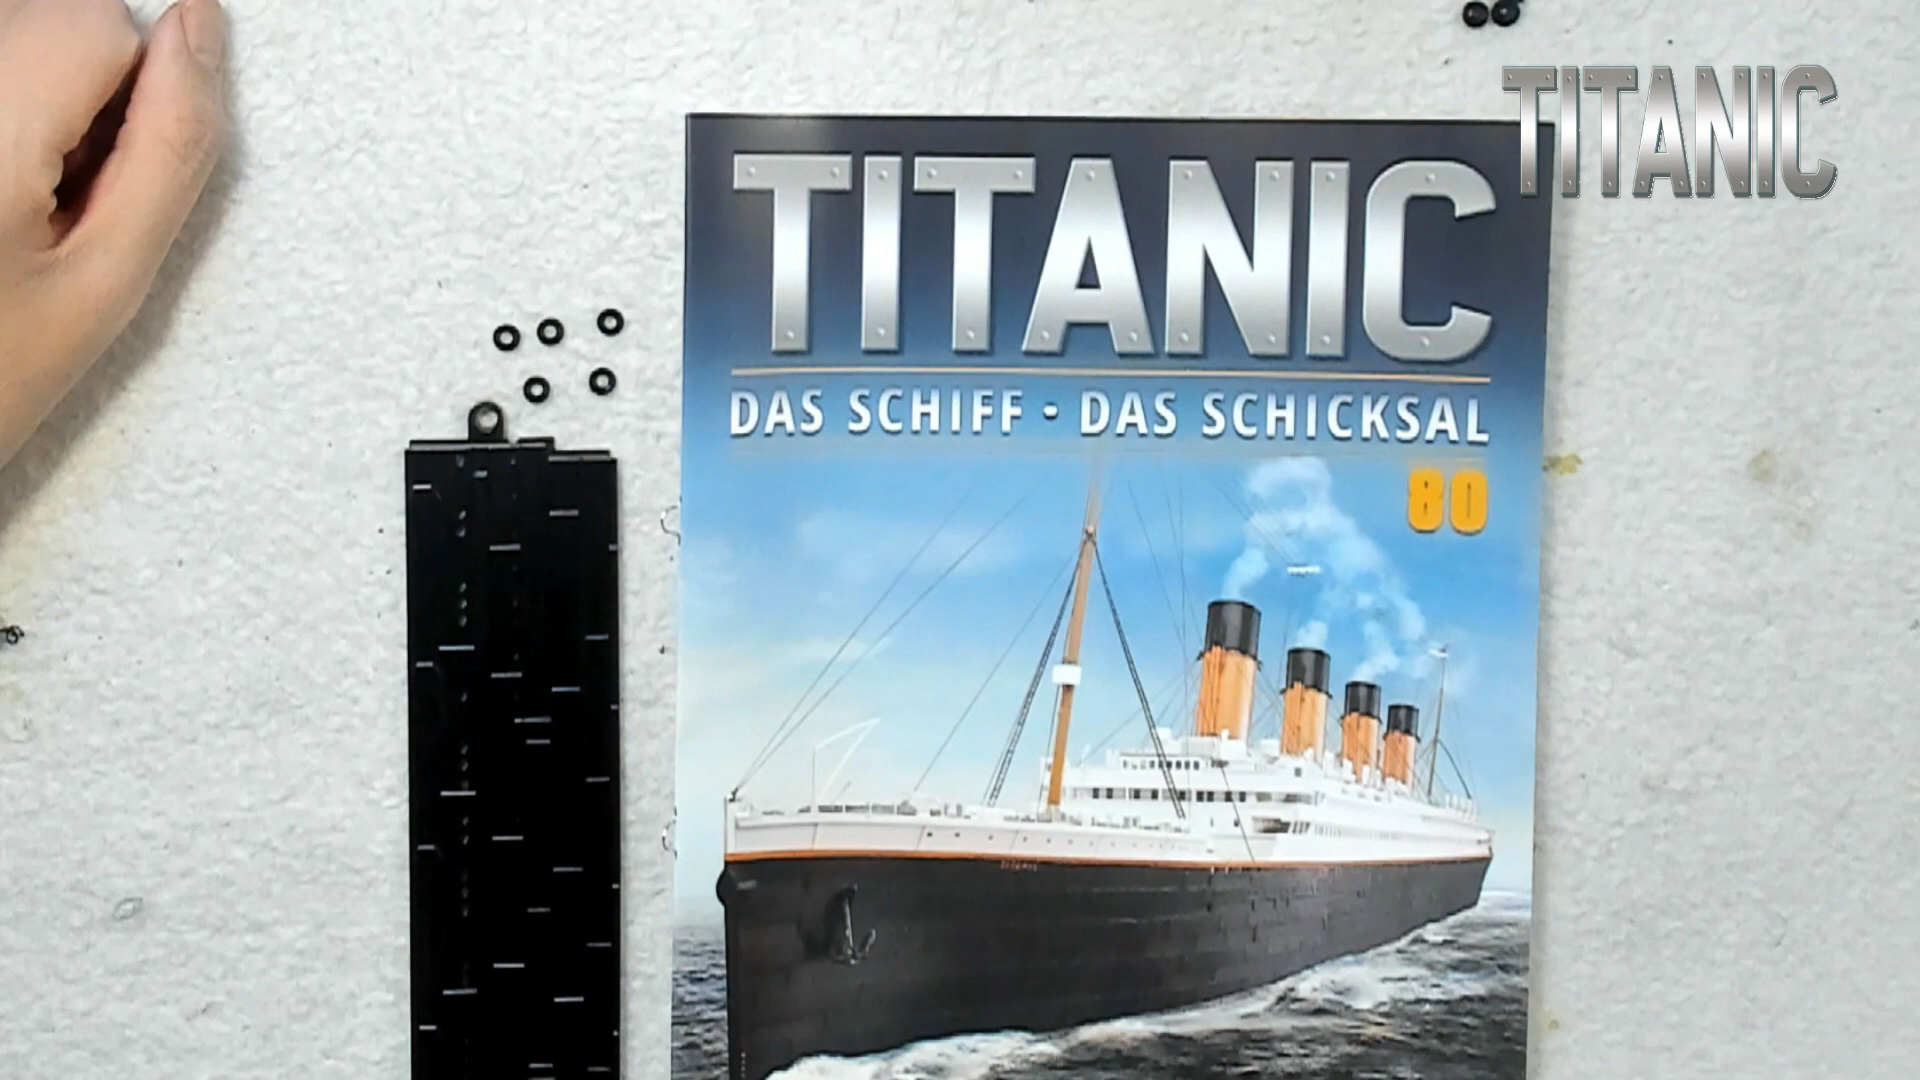 TITANIC
TITANIC
DAS SCHIFF · DAS SCHICKSAL
80